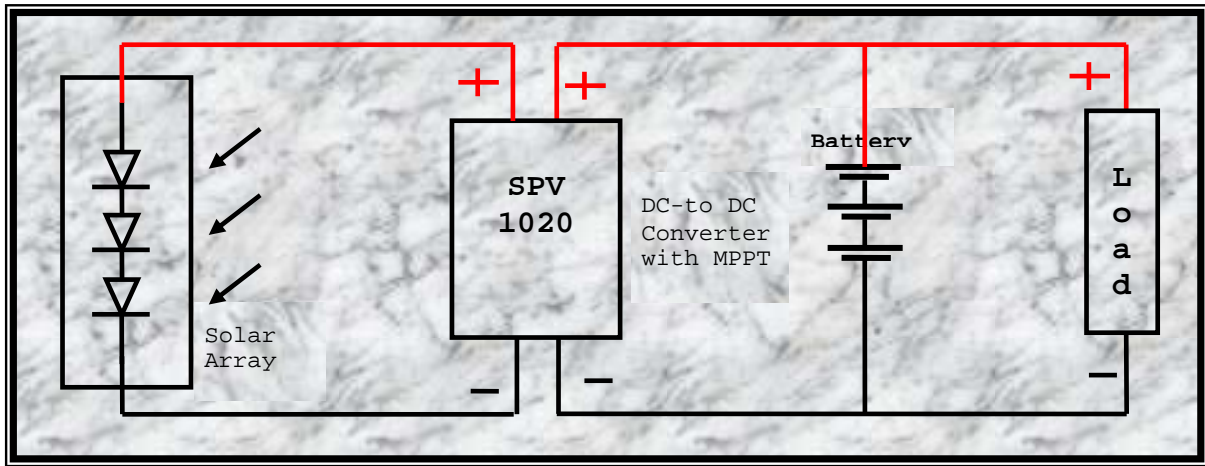 +
+
+
Battery
SPV
1020
DC-to DC
Converter
with MPPT
L
o
a
d
Solar
Array
−
−
−